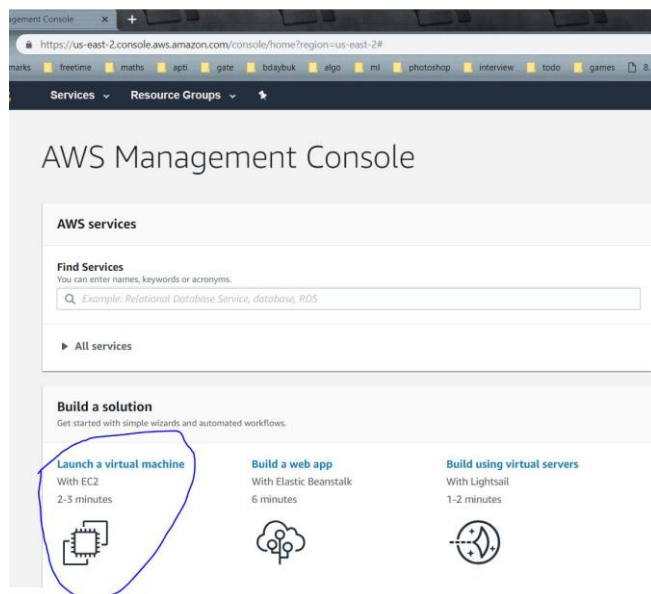 agement Console × +
https://us-east-2.console.aws.amazon.com/console/home?region=us-east-2#
marks freetime maths apti gate bdaybuk algo ml photoshop interview todo games 8.
Services Resource Groups
AWS Management Console
AWS services
Find Services
You can enter names, keywords or acronyms.
Example: Relational Database Service, database, RDS
All services
Build a solution
Get started with simple wizards and automated workflows.
Launch a virtual machine Build a web app Build using virtual servers
With EC2 With Elastic Beanstalk With Lightsail
2-3 minutes 6 minutes 1-2 minutes